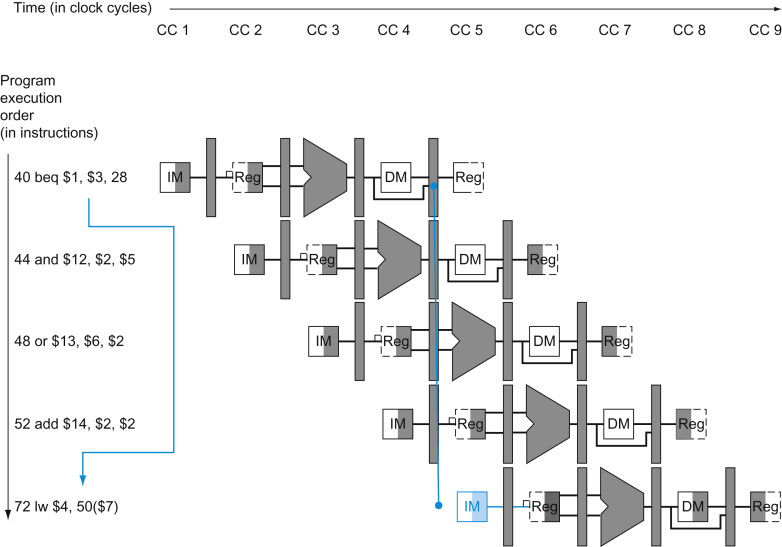 Time (in clock cycles)
CC 1 CC 2 CC 3 CC 4 CC 5 CC 6 CC 7 CC 8 CC 9
Program
execution
order
(in instructions)
40 beq $1, $3, 28
IM Reg DM Reg
44 and $12, $2, $5
IM Reg DM Reg
48 or $13, $6, $2
IM Reg DM Reg
52 add $14, $2, $2
IM Reg DM Reg
72 lw $4, 50($7)
IM Reg DM Reg